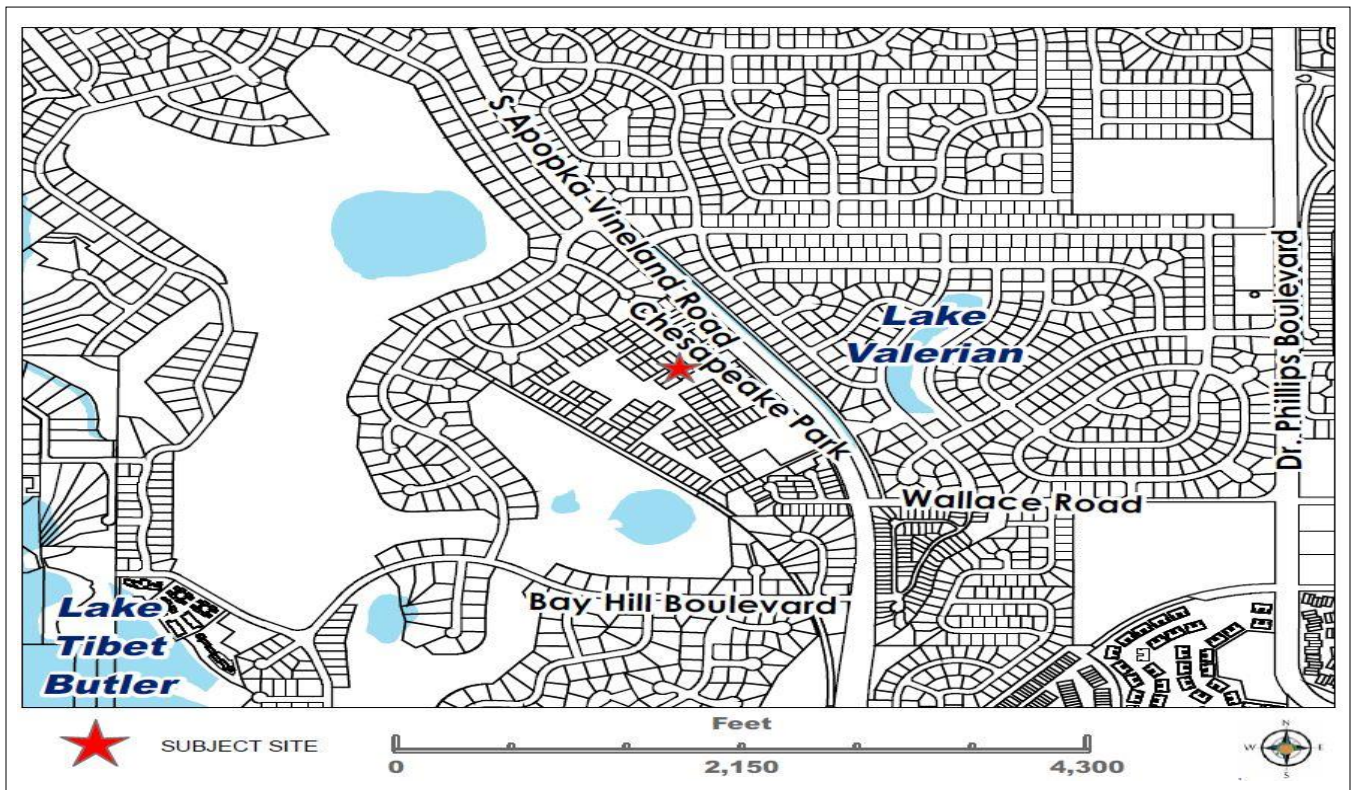 S Apopka-Vineland Road
Chesapeake Park
Lake
Valerian
Dr. Phillips Boulevard
Wallace Road
Bay Hill Boulevard
Lake
Tibet
Butler
SUBJECT SITE
Feet
0 2,150 4,300
N
W E
S